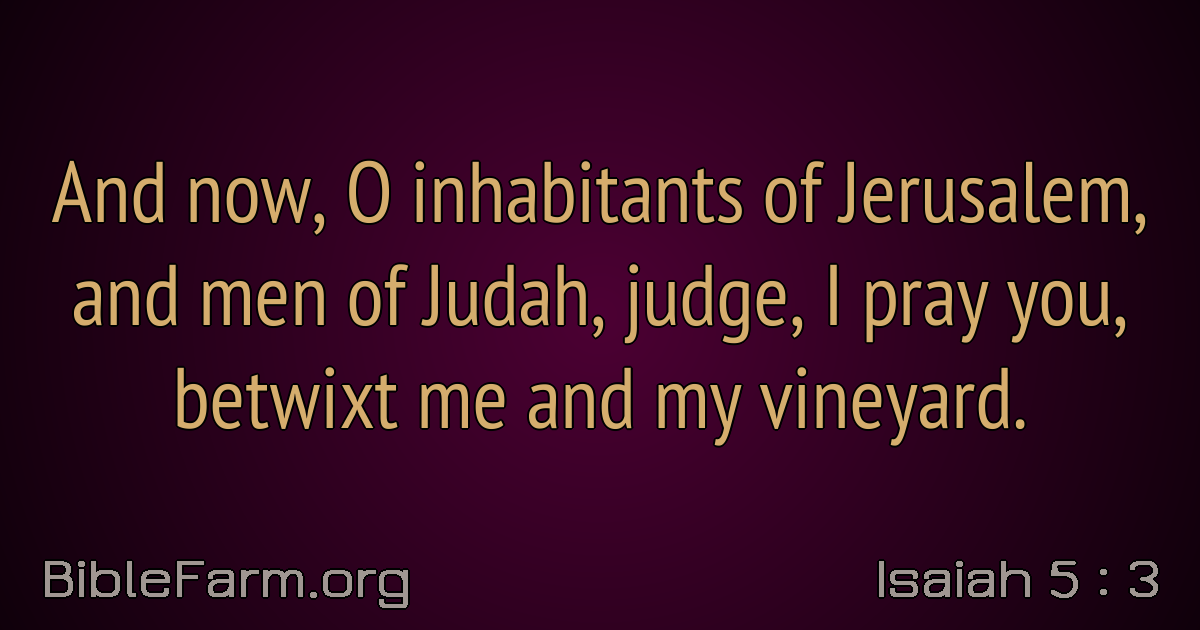 And now, O inhabitants of Jerusalem,
and men of Judah, judge, I pray you,
betwixt me and my vineyard.
BibleFarm.org
Isaiah 5 : 3